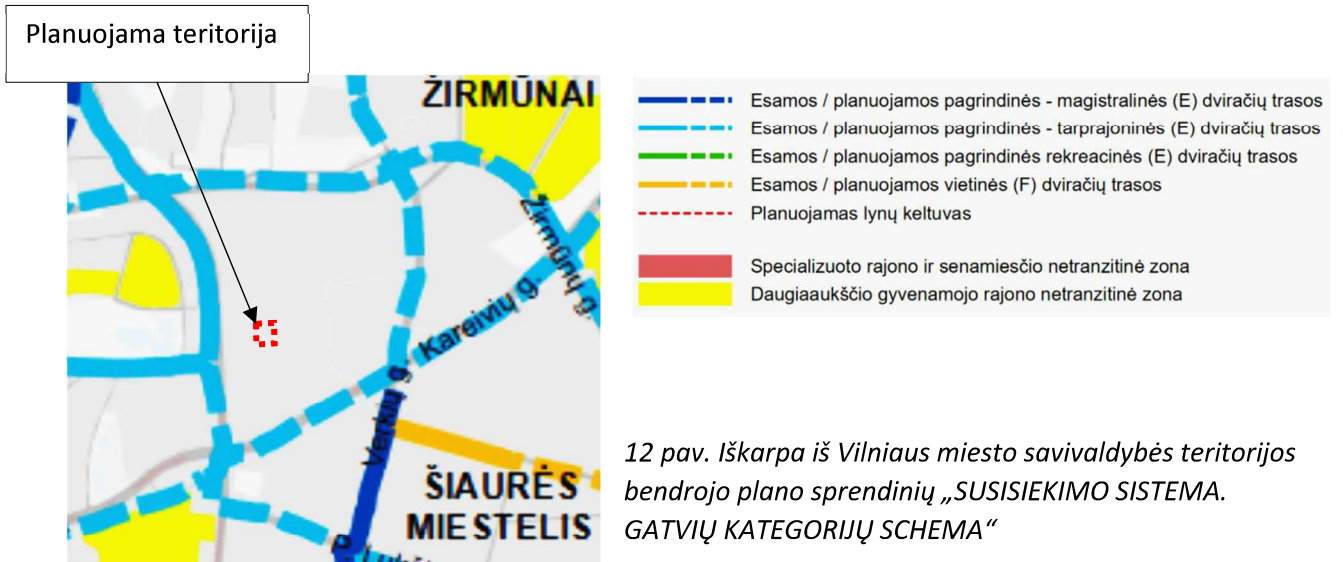 Planuojama teritorija
ŽIRMŪNAI
Žirmūnų g.
Kareivių g.
Verkių g.
ŠIAURĖS
MIESTELIS
Esamos / planuojamos pagrindinės - magistralinės (E) dviračių trasos
Esamos / planuojamos pagrindinės - tarprajoninės (E) dviračių trasos
Esamos / planuojamos pagrindinės rekreacinės (E) dviračių trasos
Esamos / planuojamos vietinės (F) dviračių trasos
Planuojamas lynų keltuvas
Specializuoto rajono ir senamiesčio netranzitinė zona
Daugiaaukščio gyvenamojo rajono netranzitinė zona
12 pav. Iškarpa iš Vilniaus miesto savivaldybės teritorijos
bendrojo plano sprendinių „SUSISIEKIMO SISTEMA.
GATVIŲ KATEGORIJŲ SCHEMA“